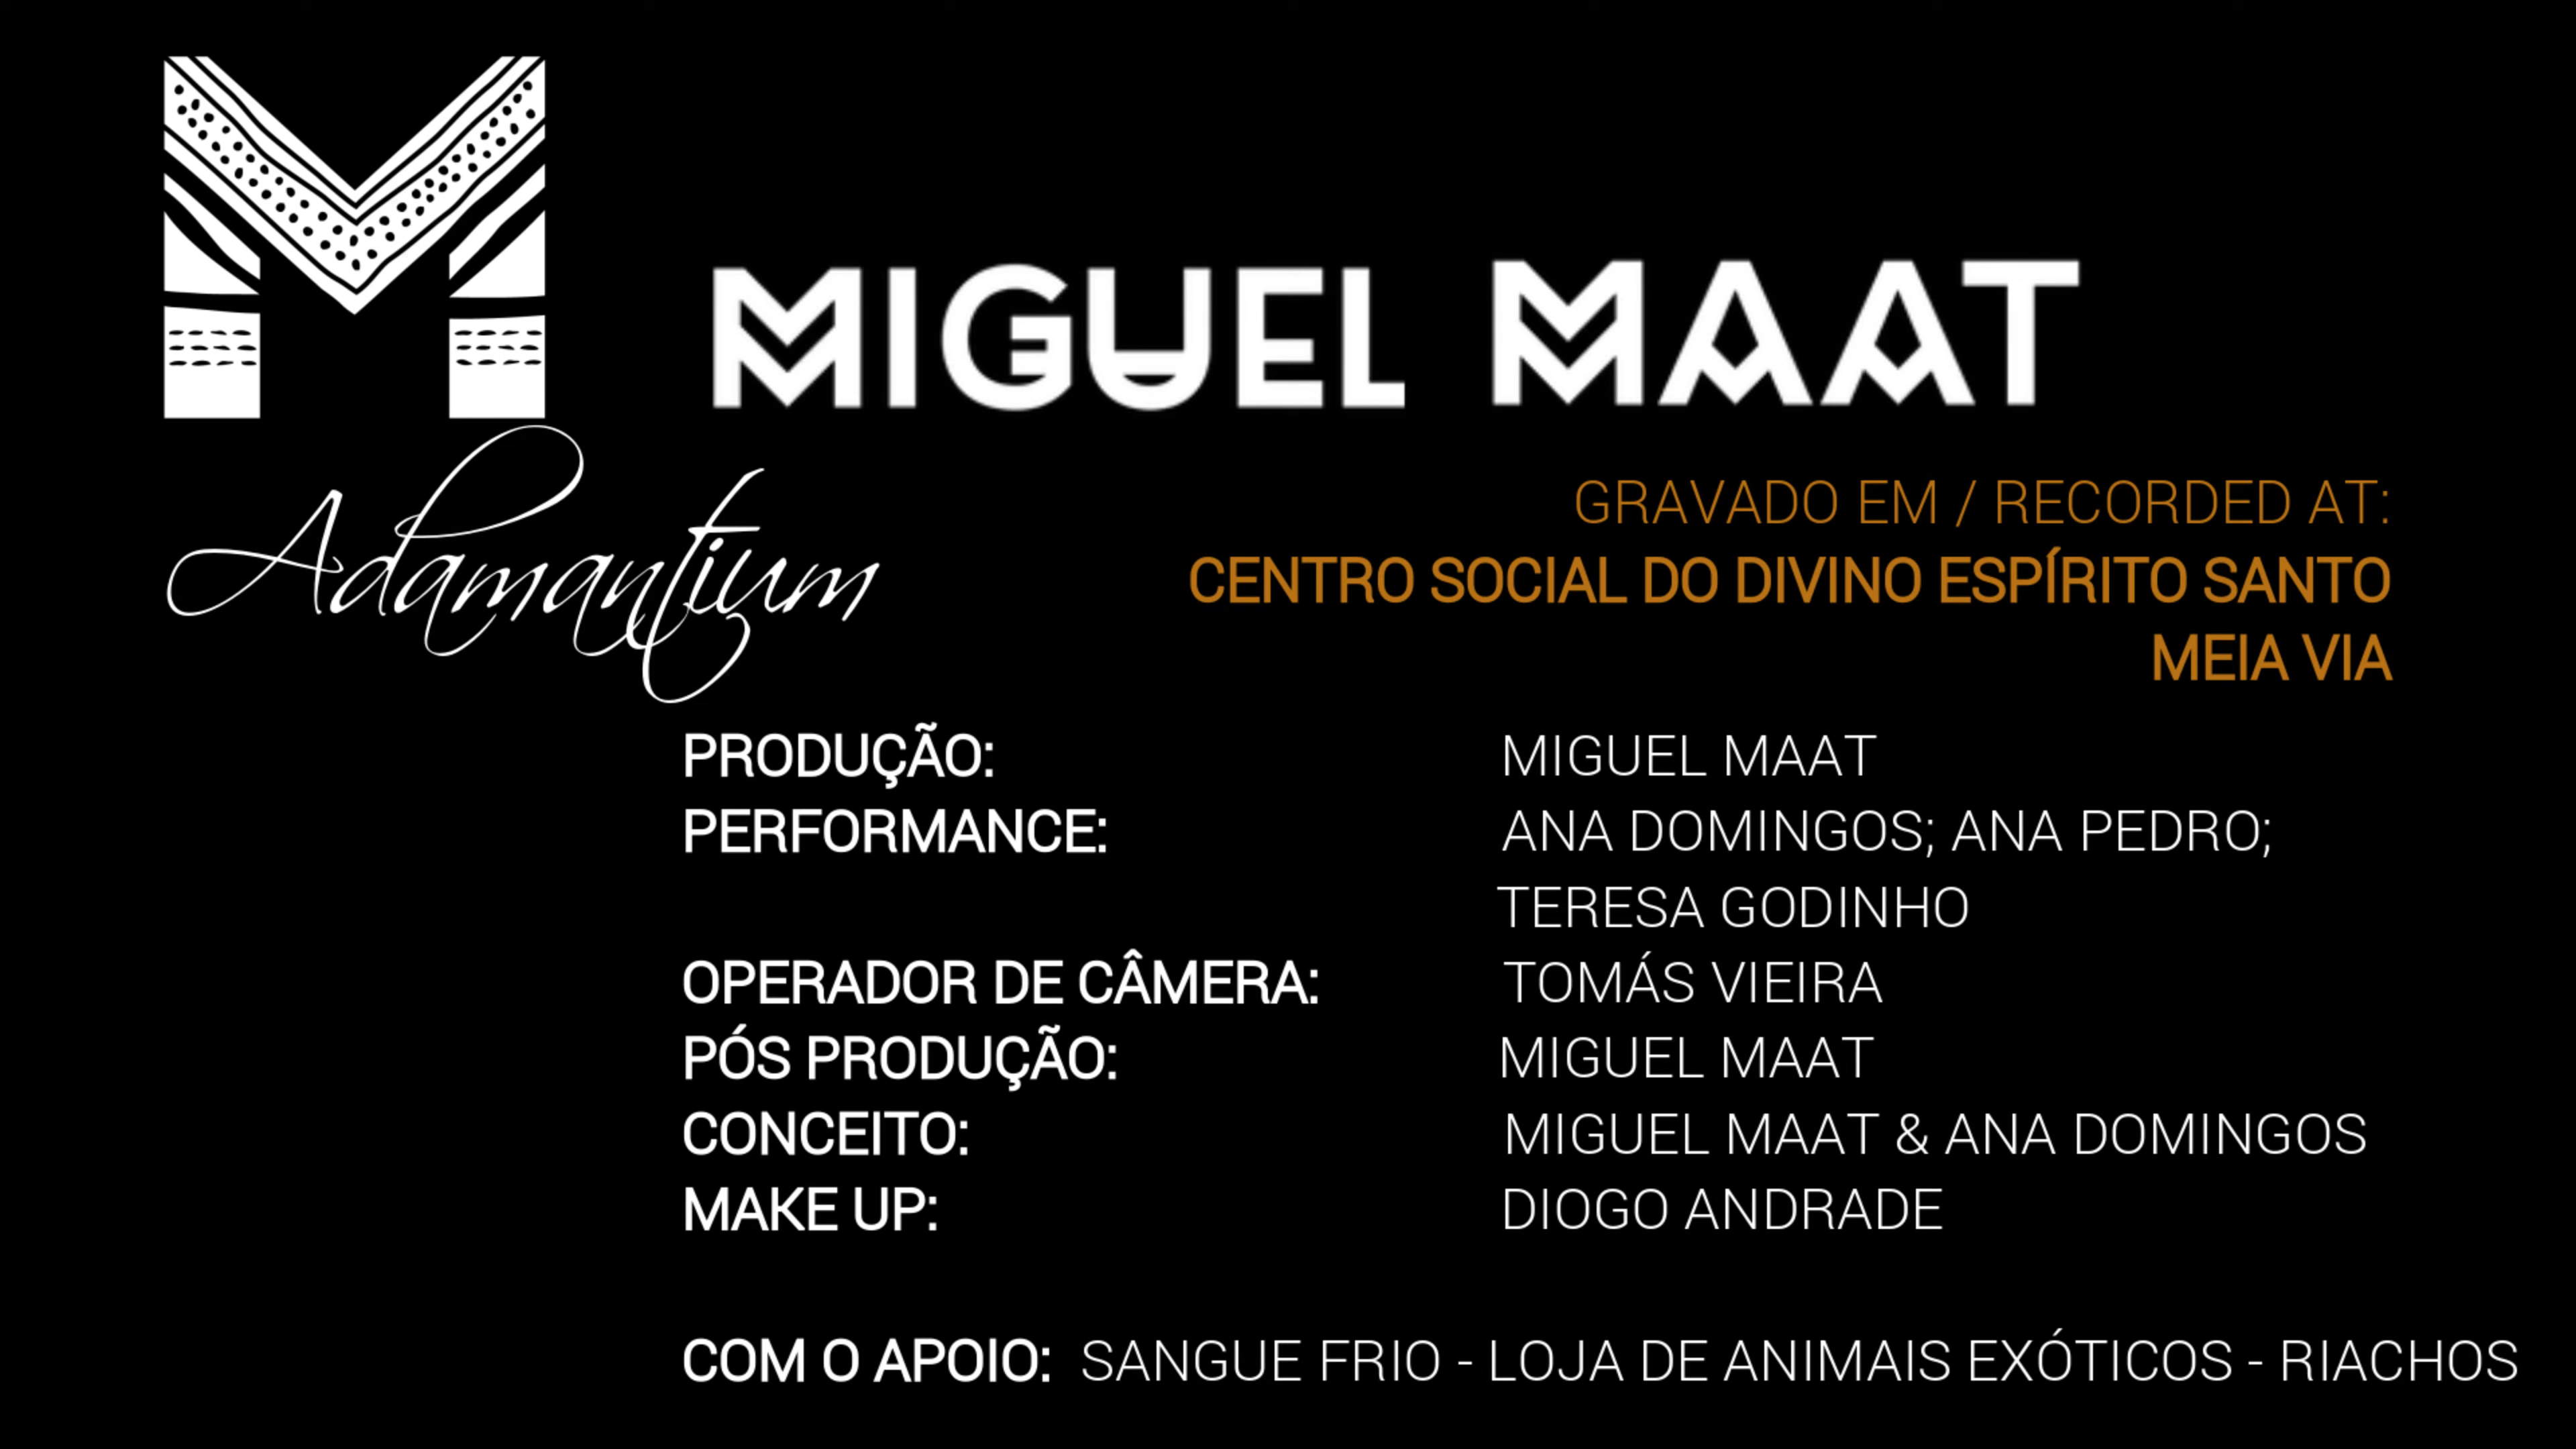 MIGUEL MAAT
Adamantium
GRAVADO EM / RECORDED AT:
CENTRO SOCIAL DO DIVINO ESPÍRITO SANTO
MEIA VIA
PRODUÇÃO: MIGUEL MAAT
PERFORMANCE: ANA DOMINGOS; ANA PEDRO;
TERESA GODINHO
OPERADOR DE CÂMERA: TOMÁS VIEIRA
PÓS PRODUÇÃO: MIGUEL MAAT
CONCEITO: MIGUEL MAAT & ANA DOMINGOS
MAKE UP: DIOGO ANDRADE
COM O APOIO: SANGUE FRIO - LOJA DE ANIMAIS EXÓTICOS - RIACHOS